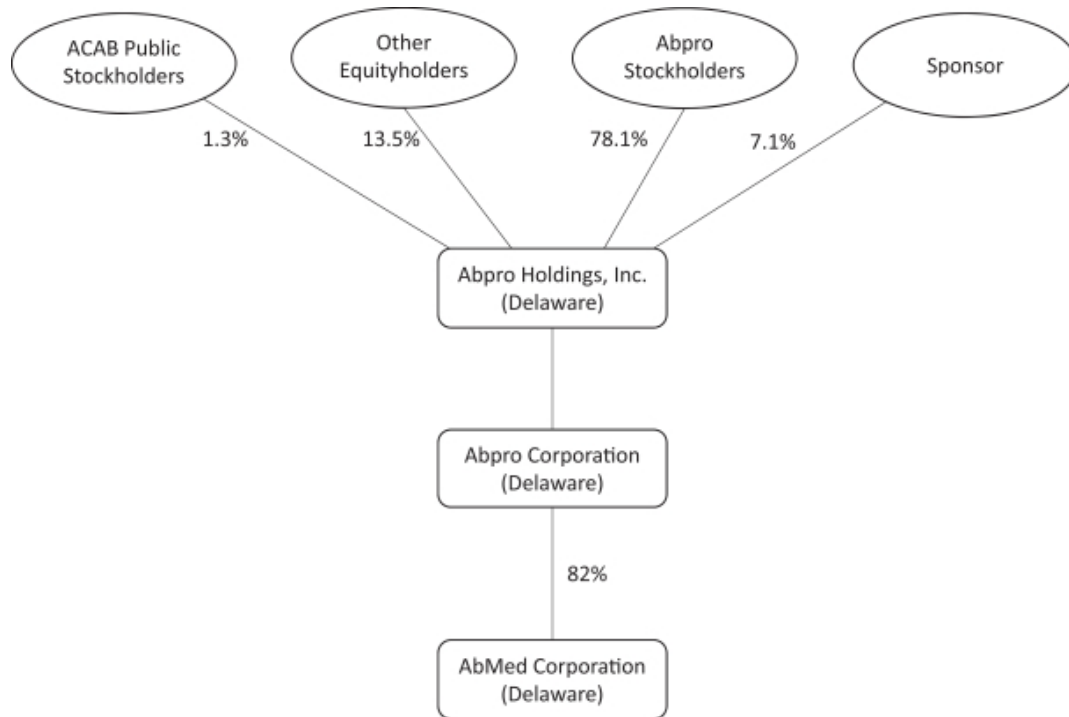 ACAB Public
Stockholders
Other
Equityholders
Abpro
Stockholders
Sponsor
1.3%
13.5%
78.1%
7.1%
Abpro Holdings, Inc.
(Delaware)
Abpro Corporation
(Delaware)
82%
AbMed Corporation
(Delaware)